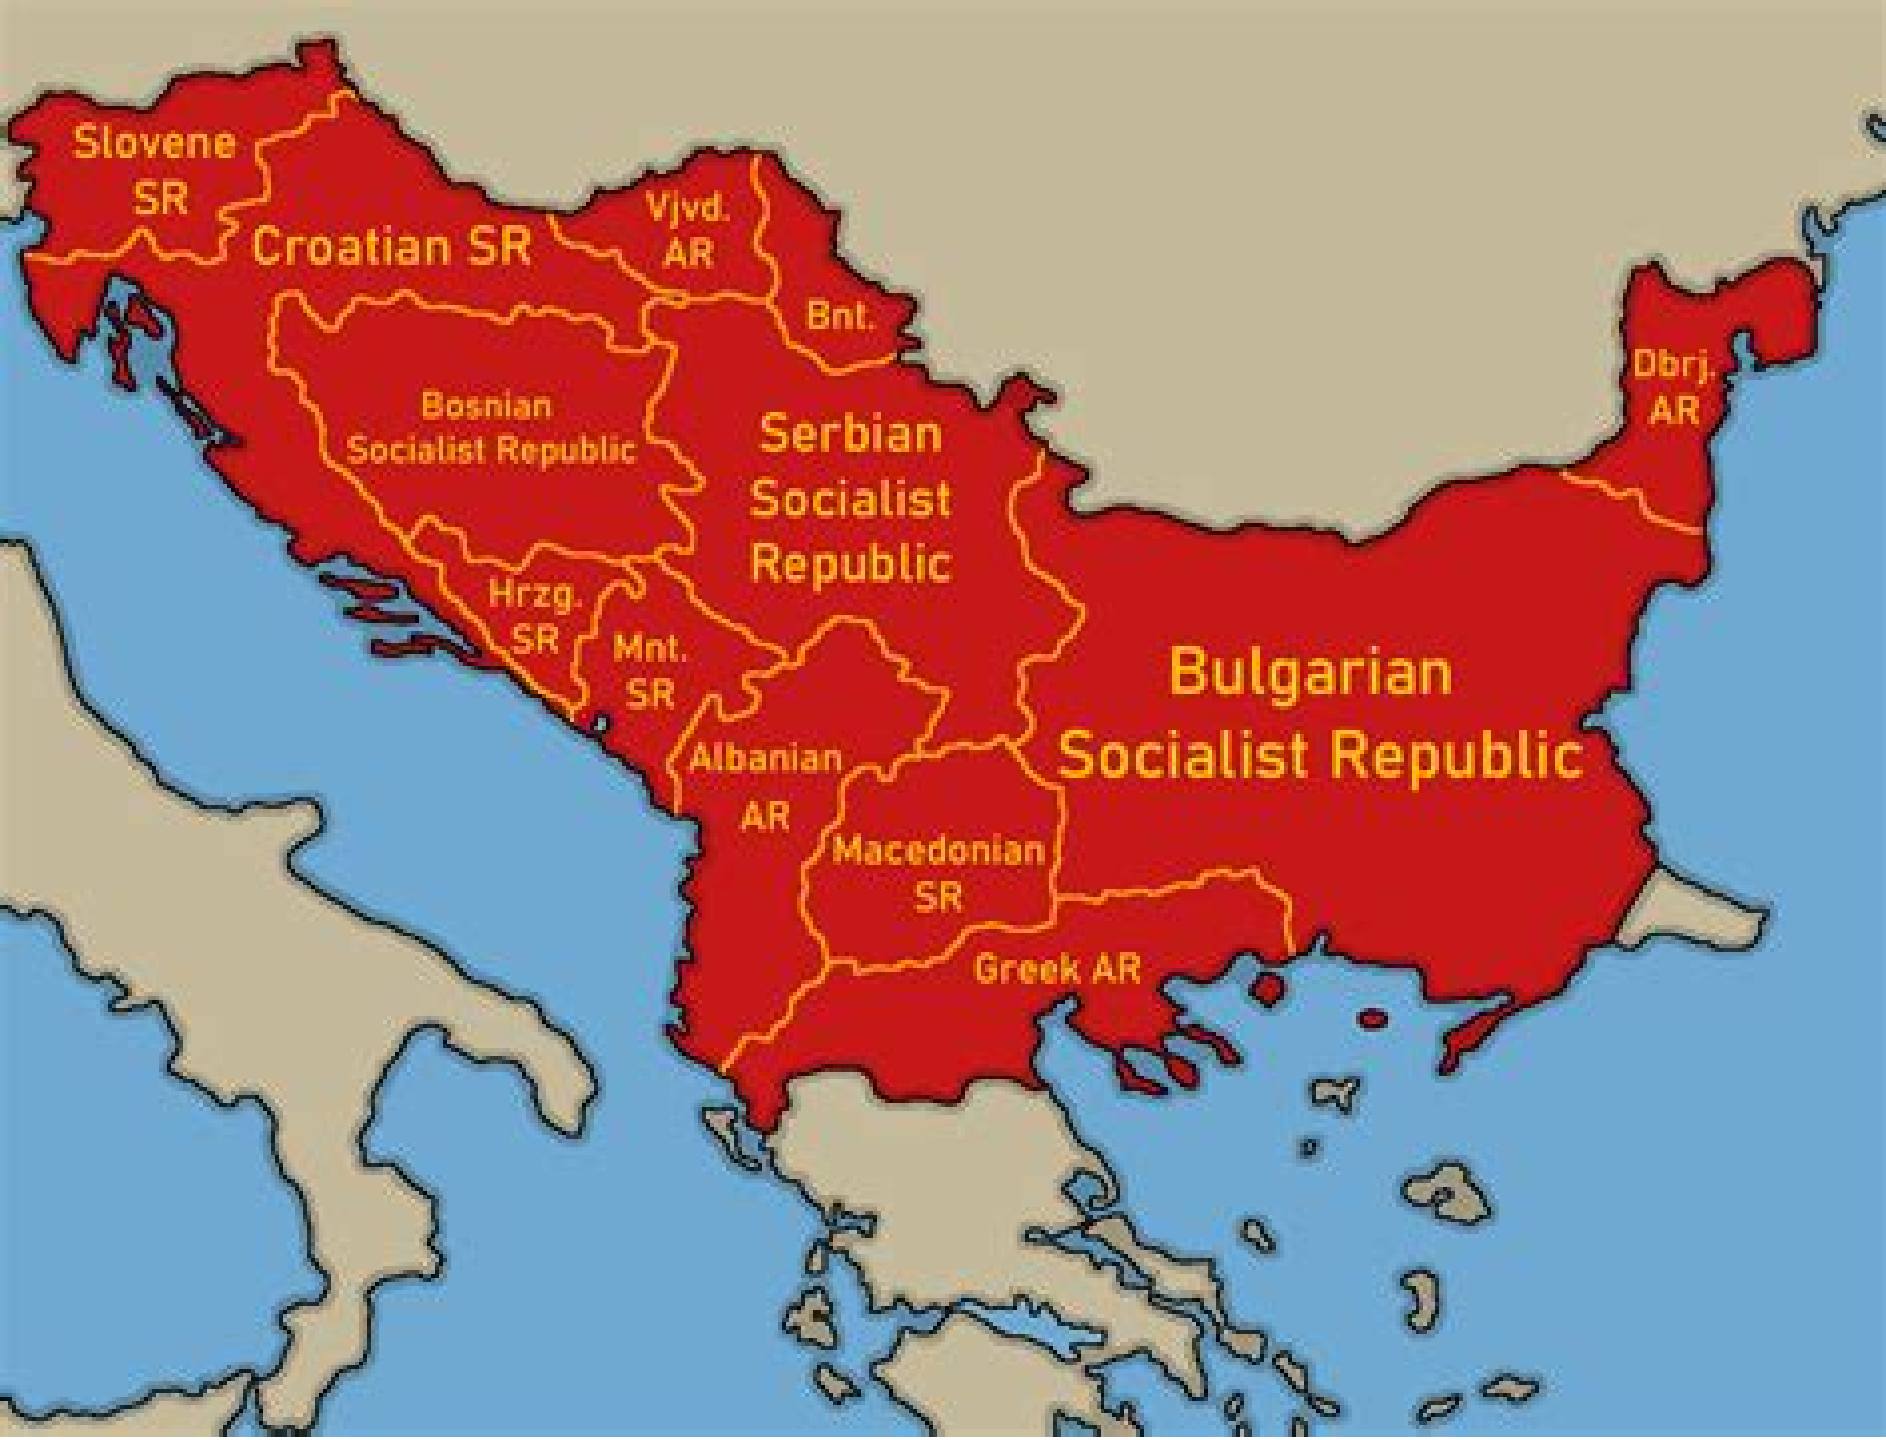 Slovene
SR
Croatian SR
Vjvd.
AR
Bnt.
Dbrj.
AR
Bosnian
Socialist Republic
Serbian
Socialist
Republic
Hrzg.
SR
Mnt.
SR
Bulgarian
Socialist Republic
Albanian
AR
Macedonian
SR
Greek AR